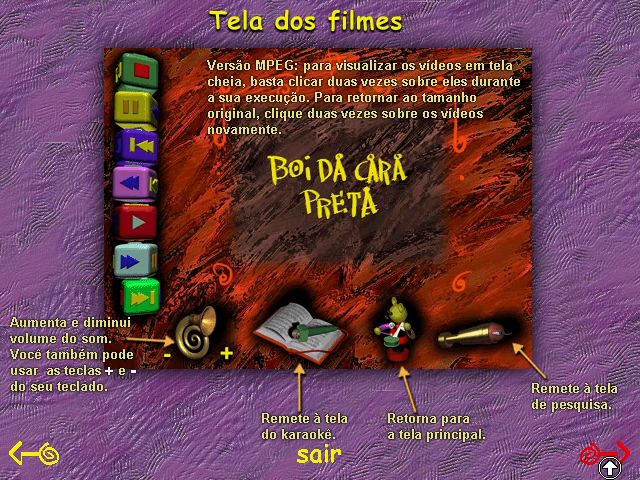 Tela dos filmes
Versão MPEG: para visualizar os vídeos em tela
cheia, basta clicar duas vezes sobre eles durante
a sua execução. Para retornar ao tamanho
original, clique duas vezes sobre os vídeos
novamente.
BOI DA CARA
PRETA
Aumenta e diminui
volume do som.
Você também pode
usar as teclas + e -
do seu teclado.
- +
Remete à tela
do karaokê.
Retorna para
a tela principal.
Remete à tela
de pesquisa.
sair